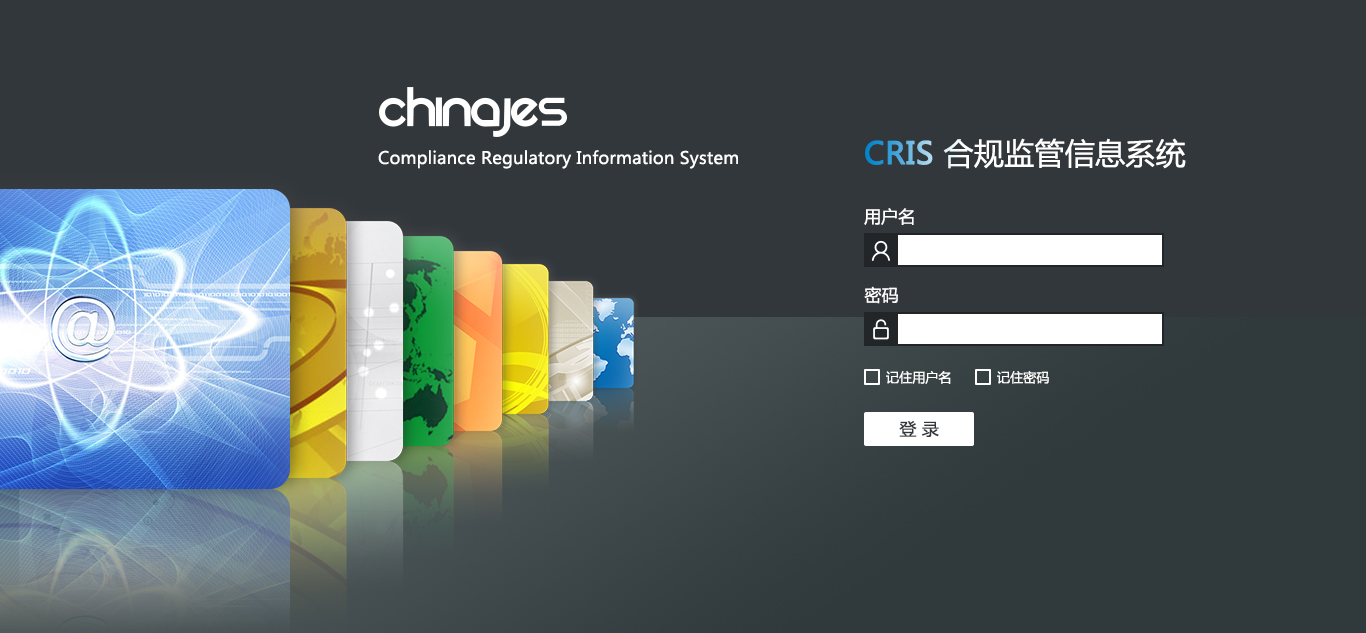 chinajes
Compliance Regulatory Information System
CRIS 合规监管信息系统
用户名
密码
记住用户名 记住密码
登 录
@